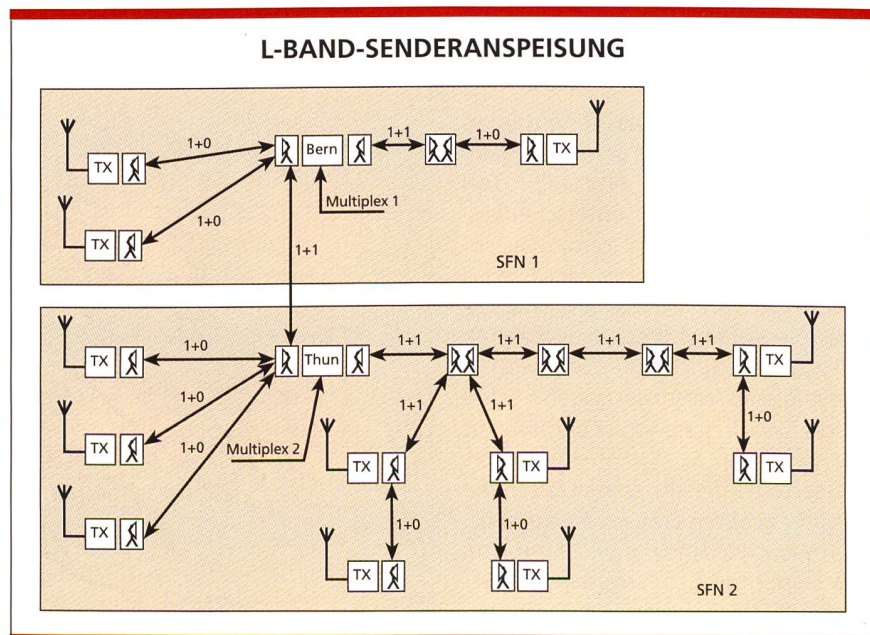 L-BAND-SENDERANSPEISUNG
1+0
TX
1+0
TX
Bern
1+1
1+0
TX
Multiplex 1
1+1
SFN 1
1+0
TX
1+0
TX
1+0
TX
Thun
Multiplex 2
1+1
1+1
1+1
1+1
TX
1+1
1+1
1+0
TX
TX
TX
1+0
1+0
TX
TX
SFN 2